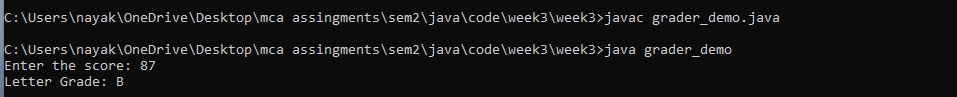 C:\Users\nayak\OneDrive\Desktop\mca assingments\sem2\java\code\week3\week3>javac grader_demo.java
C:\Users\nayak\OneDrive\Desktop\mca assingments\sem2\java\code\week3\week3>java grader_demo
Enter the score: 87
Letter Grade: B